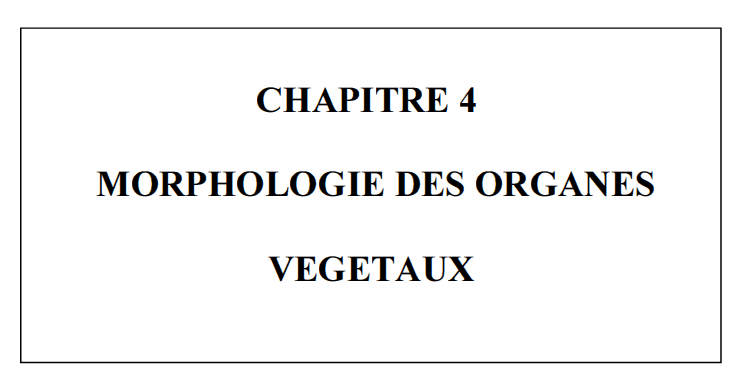 CHAPITRE 4
MORPHOLOGIE DES ORGANES
VEGETAUX